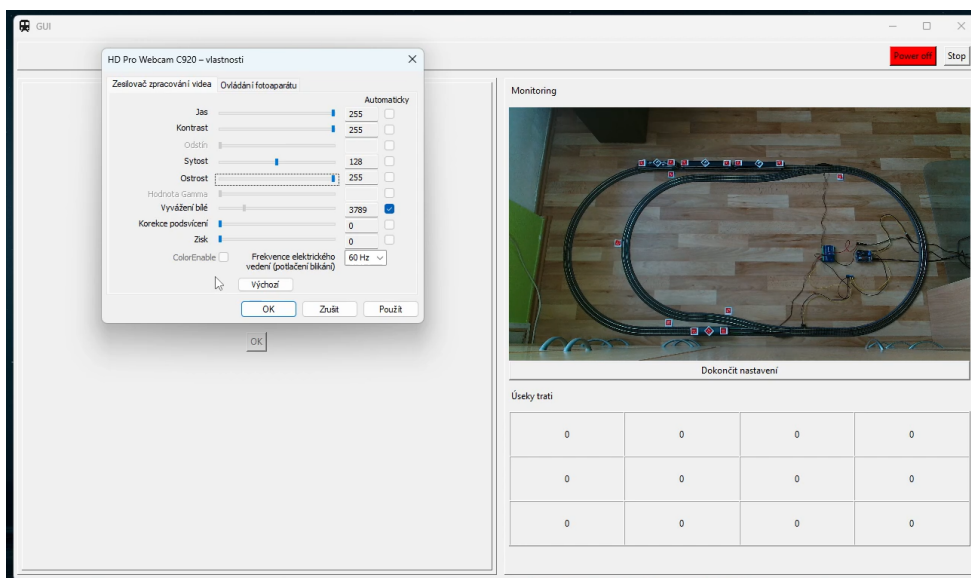 GUI
Power off Stop
HD Pro Webcam C920 – vlastnosti
Zesilovač zpracování videa Ovládání fotoaparátu
Automaticky
Jas 255
Kontrast 255
Odstín
Sytost 128
Ostrost 255
Hodnota Gamma
Vyvážení bílé 3789
Korekce podsvícení 0
Zisk 0
ColorEnable Frekvence elektrického vedení (potlačení blikání) 60 Hz
Výchozí
OK Zrušit Použít
OK
Monitoring
Dokončit nastavení
Úseky trati
0 0 0 0
0 0 0 0
0 0 0 0